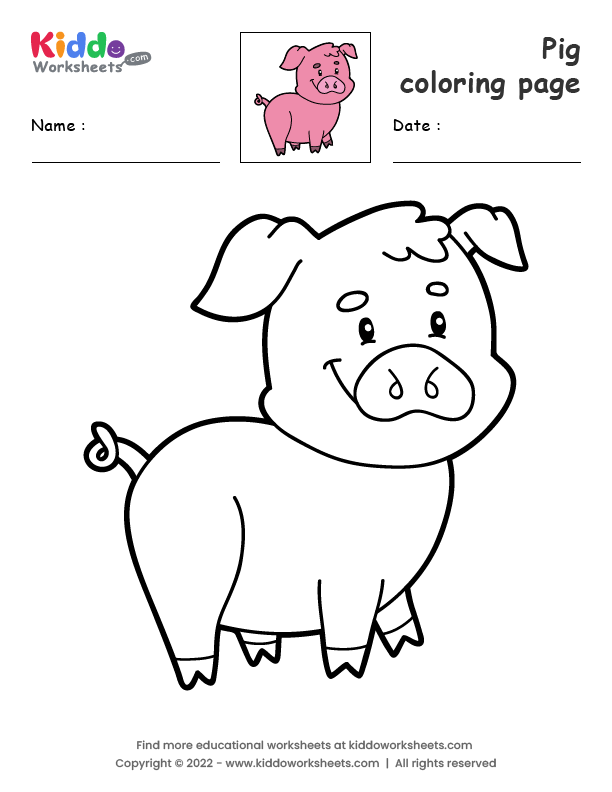 Kiddo
Worksheets.com
Pig
coloring page
Name :
Date :
Find more educational worksheets at kiddoworksheets.com
Copyright © 2022 - www.kiddoworksheets.com | All rights reserved